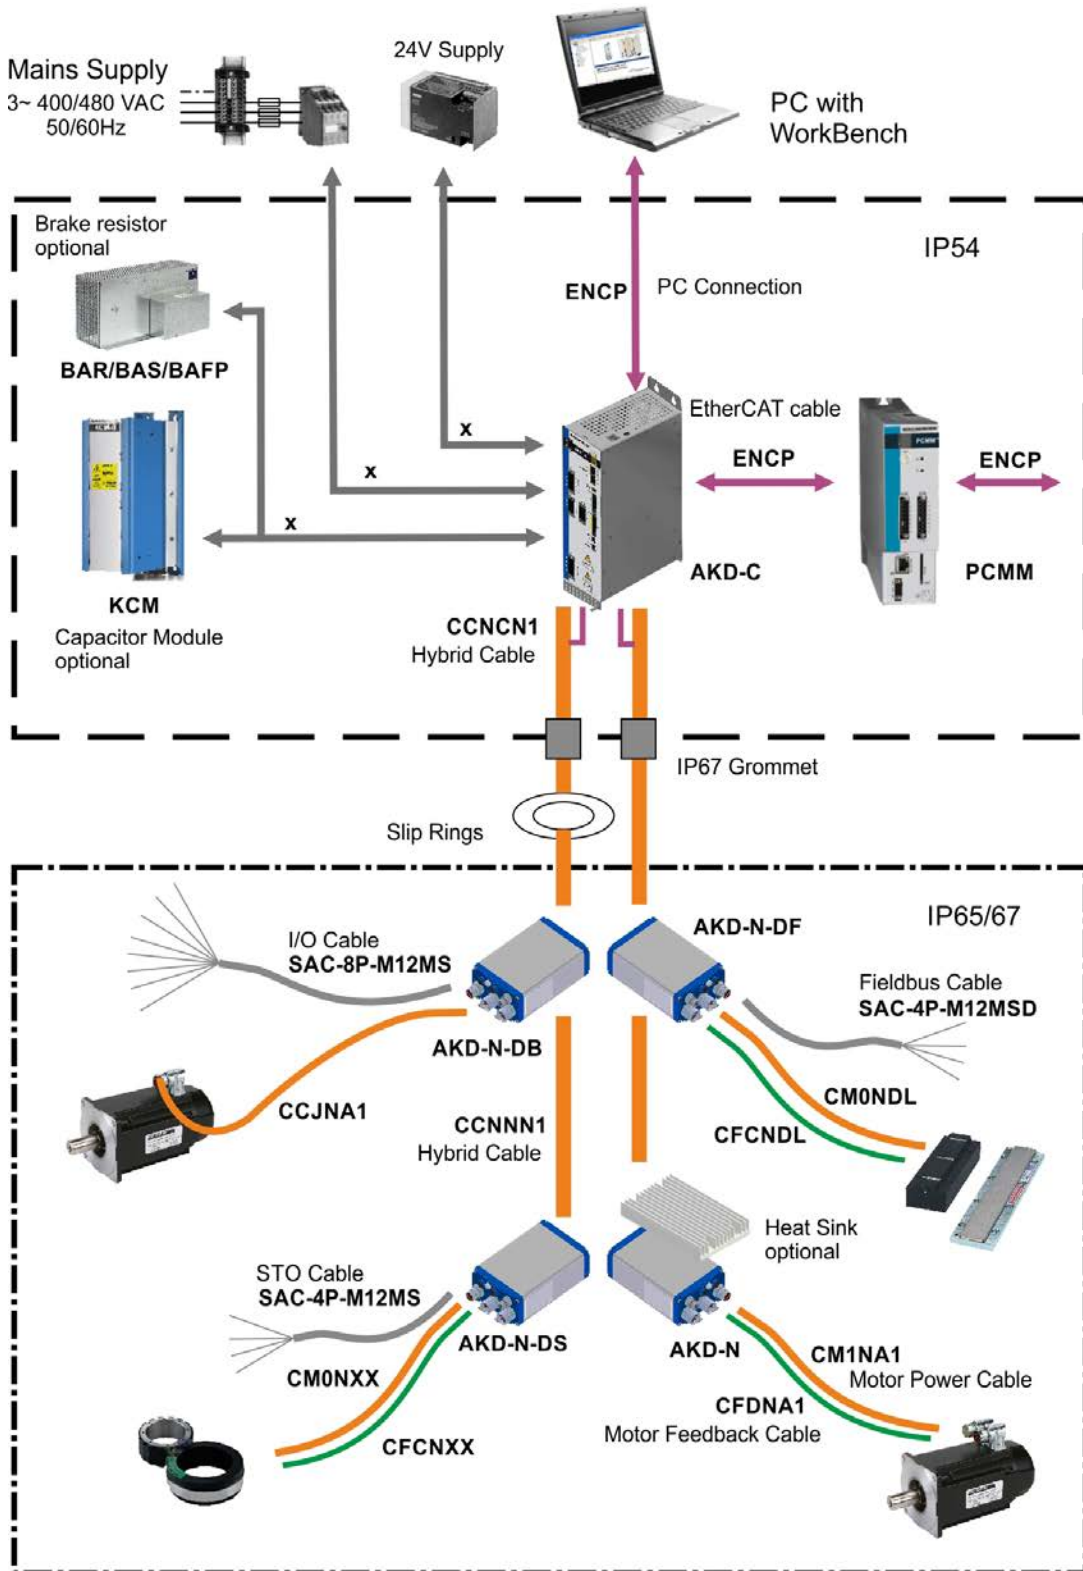 24V Supply
Mains Supply
3~ 400/480 VAC
50/60Hz
PC with
WorkBench
Brake resistor
optional
IP54
ENCP
PC Connection
BAR/BAS/BAFP
EtherCAT cable
PCMM
x
ENCP
ENCP
x
x
AKD-C
PCMM
KCM
Capacitor Module
optional
CCNCN1
Hybrid Cable
IP67 Grommet
Slip Rings
IP65/67
I/O Cable
SAC-8P-M12MS
AKD-N-DF
Fieldbus Cable
SAC-4P-M12MSD
AKD-N-DB
CCJNA1
CM0NDL
CCNNN1
Hybrid Cable
CFCNDL
Heat Sink
optional
STO Cable
SAC-4P-M12MS
AKD-N-DS
AKD-N
CM0NXX
CM1NA1
Motor Power Cable
CFCNXX
CFDNA1
Motor Feedback Cable